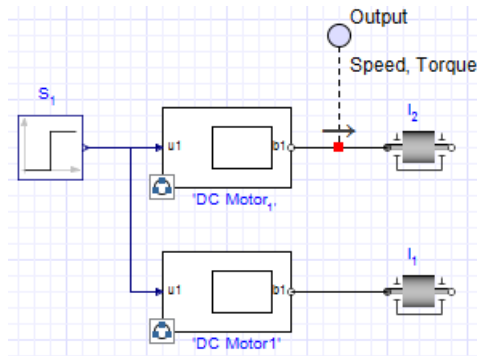 Output
Speed, Torque
S1
I2
u1
b1
'DC Motor1'
I1
u1
b1
'DC Motor1'